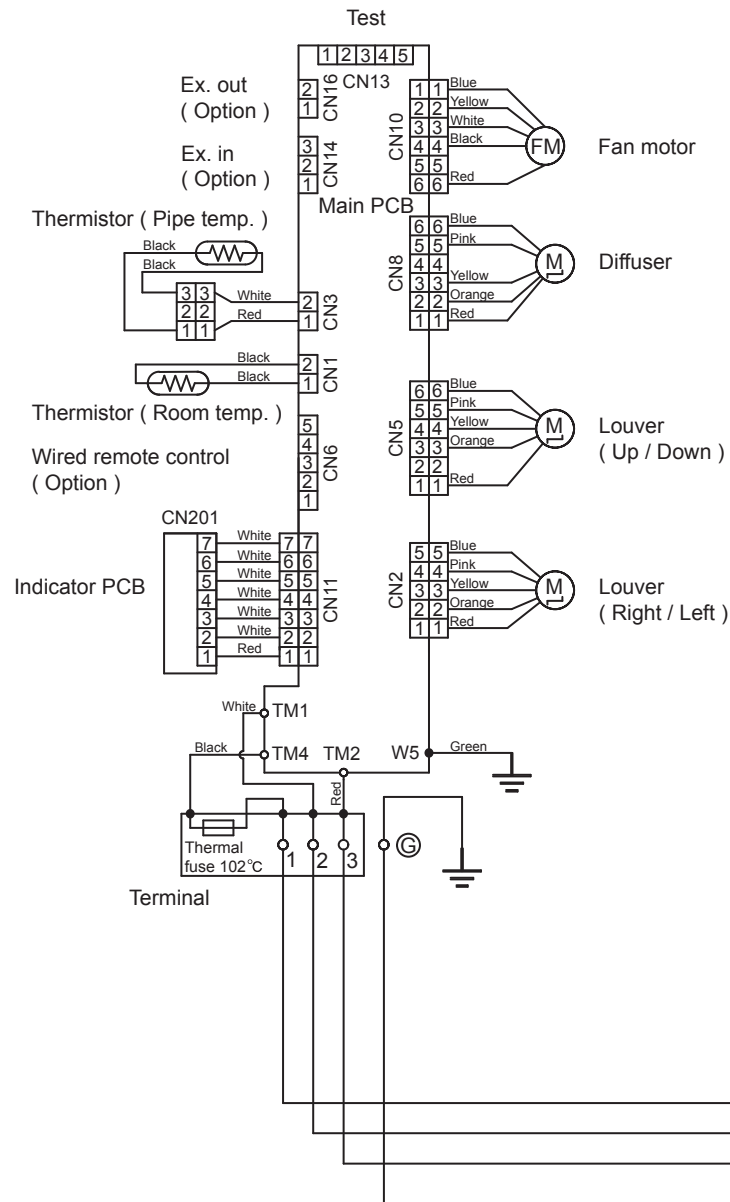 Test
1 2 3 4 5
CN13
Ex. out
( Option )
2
1
CN16
Ex. in
( Option )
3
2
1
CN14
Main PCB
1 1 Blue
2 2 Yellow
3 3 White
4 4 Black
5 5
6 6 Red
CN10
FM
Fan motor
Thermistor ( Pipe temp. )
Black
Black
3 3 White
2 2
1 1 Red
2
1
CN3
6 6 Blue
5 5 Pink
4 4
3 3 Yellow
2 2 Orange
1 1 Red
CN8
M
Diffuser
Black
Black
2
1
CN1
Thermistor ( Room temp. )
Wired remote control
( Option )
5
4
3
2
1
CN6
6 6 Blue
5 5 Pink
4 4 Yellow
3 3 Orange
2 2
1 1 Red
CN5
M
Louver
( Up / Down )
CN201
Indicator PCB
7 White 7 7
6 White 6 6
5 White 5 5
4 White 4 4
3 White 3 3
2 White 2 2
1 Red 1 1
CN11
5 5 Blue
4 4 Pink
3 3 Yellow
2 2 Orange
1 1 Red
CN2
M
Louver
( Right / Left )
White TM1
Black TM4 TM2 W5 Green
Red
Thermal
fuse 102°C
1 2 3 G
Terminal